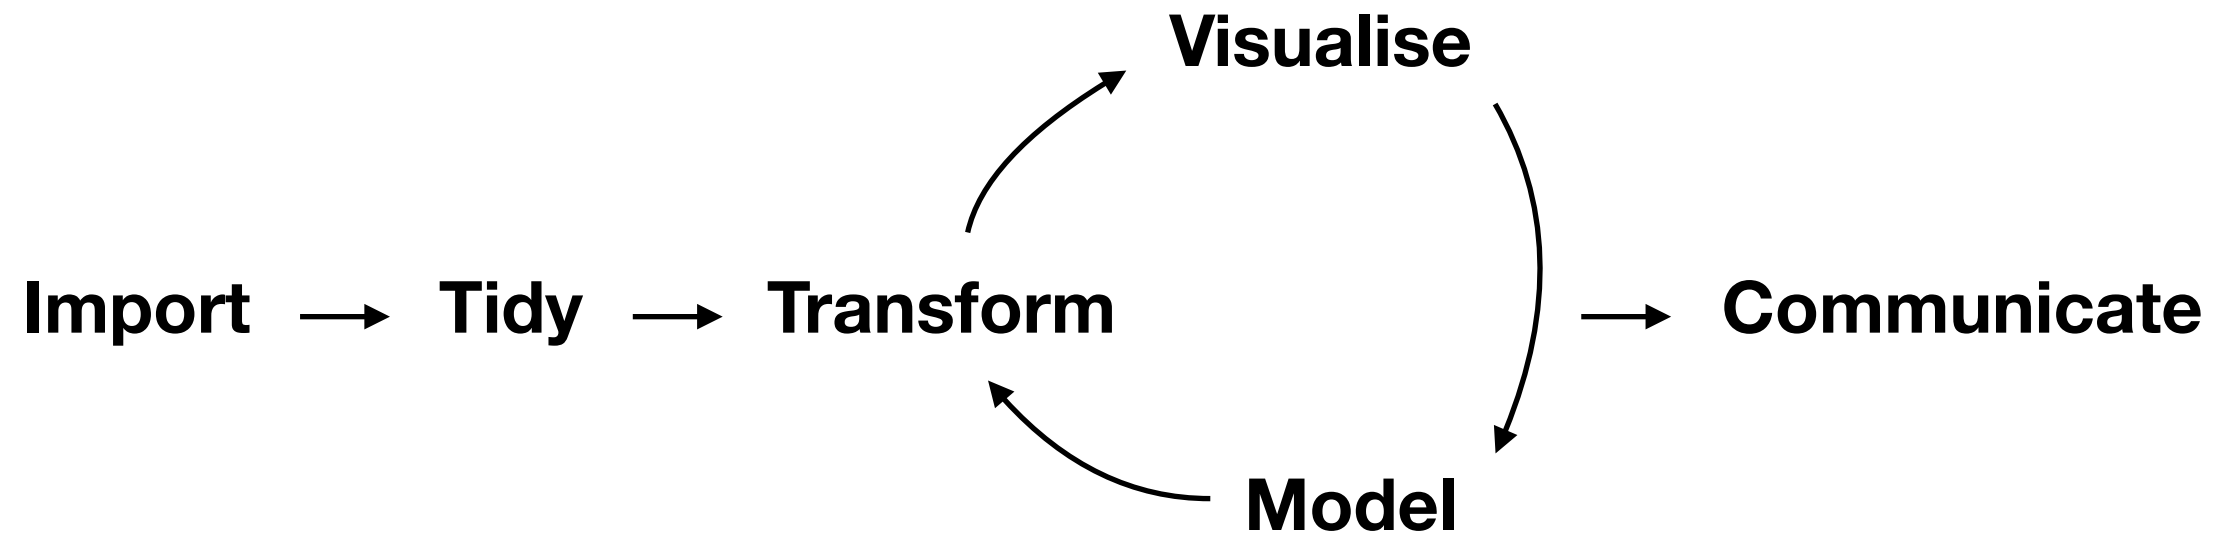 Visualise
Import
Tidy
Transform
Communicate
Model